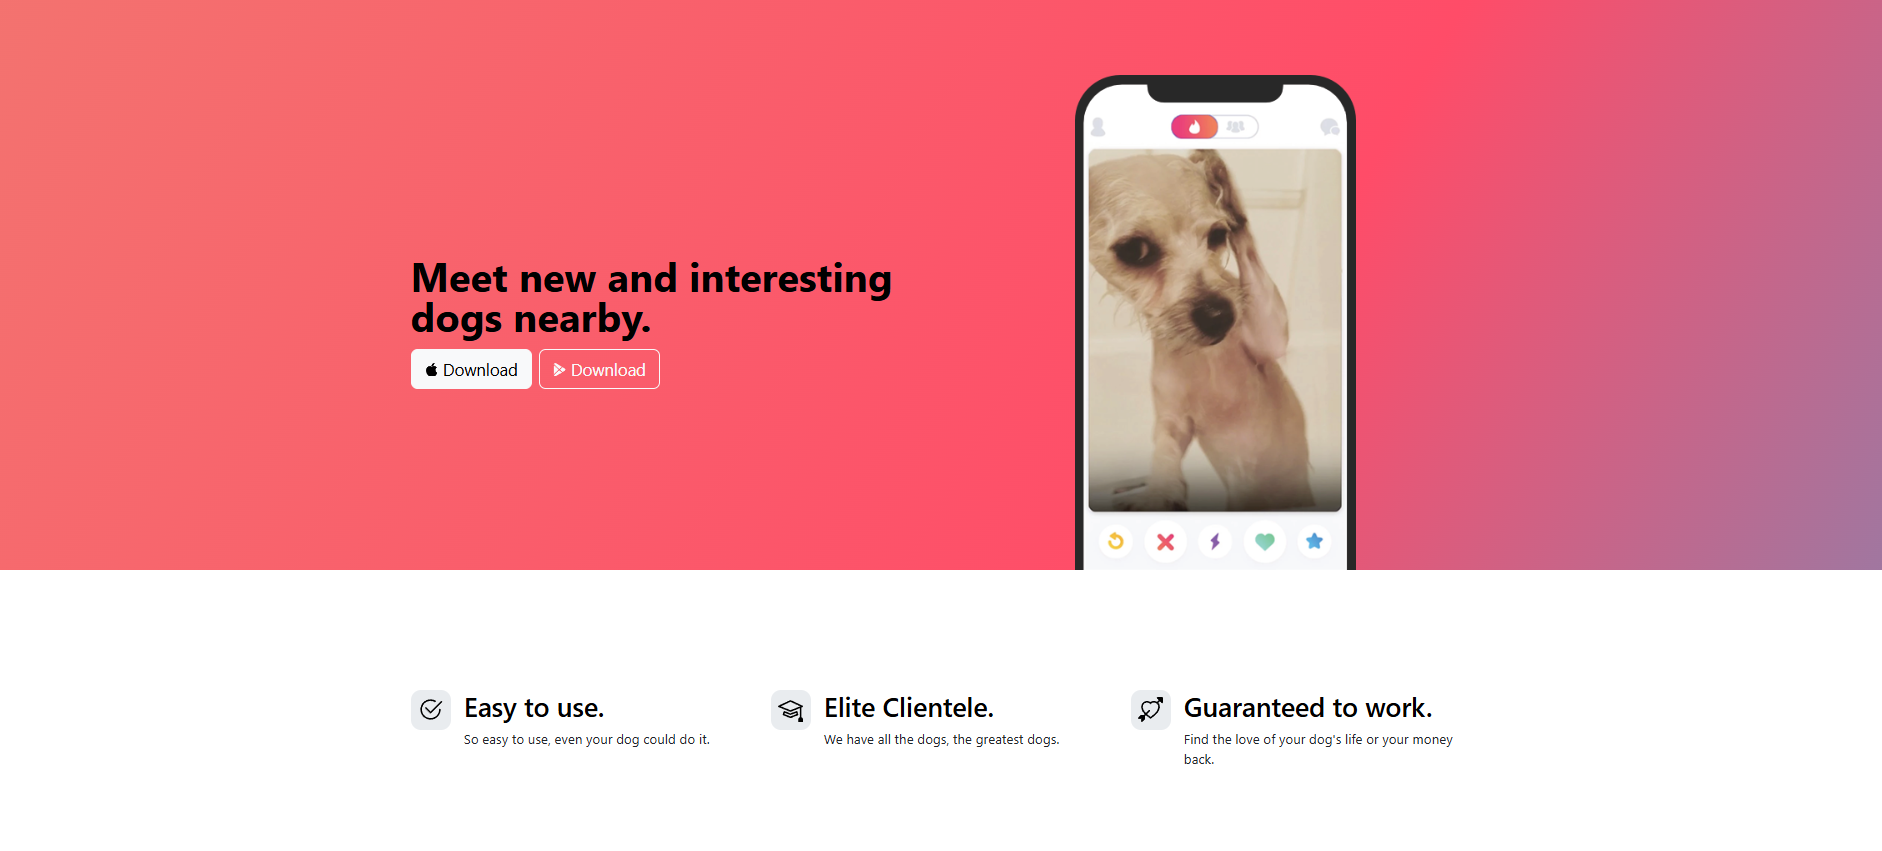 Meet new and interesting
dogs nearby.
Download
Download
Easy to use.
So easy to use, even your dog could do it.
Elite Clientele.
We have all the dogs, the greatest dogs.
Guaranteed to work.
Find the love of your dog's life or your money
back.